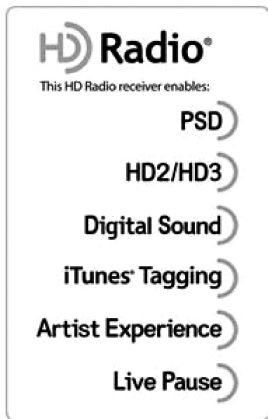 HD Radio®
This HD Radio receiver enables:
PSD
HD2/HD3
Digital Sound
iTunes® Tagging
Artist Experience
Live Pause